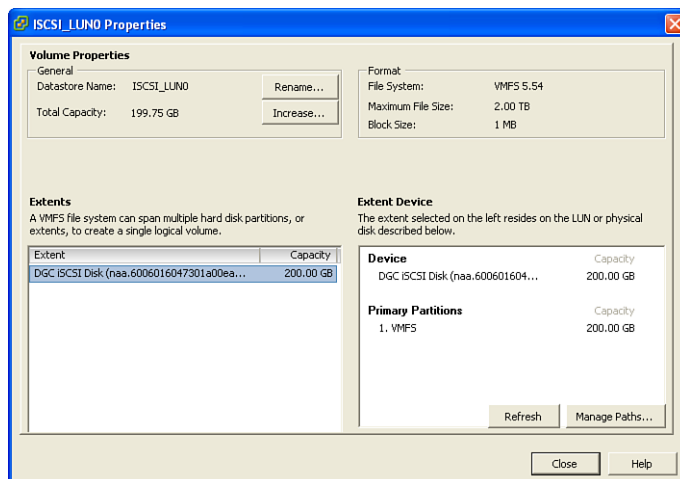 ISCSI_LUN0 Properties
Volume Properties
General
Datastore Name: ISCSI_LUN0 Rename...
Total Capacity: 199.75 GB Increase...
Format
File System: VMFS 5.54
Maximum File Size: 2.00 TB
Block Size: 1 MB
Extents
A VMFS file system can span multiple hard disk partitions, or
extents, to create a single logical volume.
Extent Capacity
DGC iSCSI Disk (naa.6006016047301a00ea... 200.00 GB
Extent Device
The extent selected on the left resides on the LUN or physical
disk described below.
Device Capacity
DGC iSCSI Disk (naa.600601604... 200.00 GB
Primary Partitions Capacity
1. VMFS 200.00 GB
Refresh Manage Paths...
Close Help